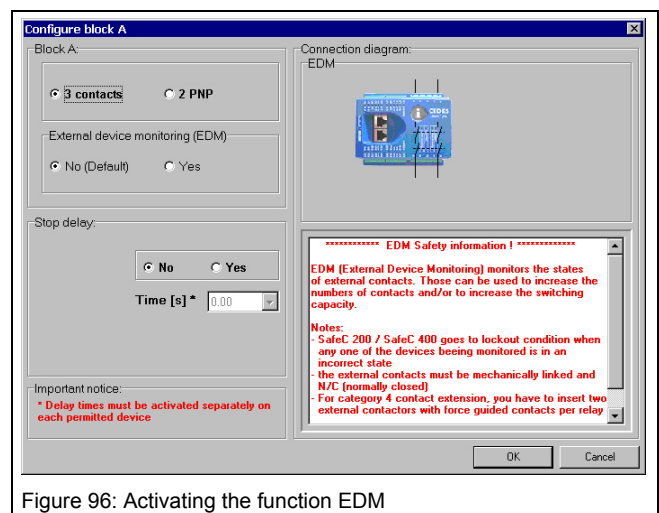 Configure block A
Block A:
3 contacts
2 PNP
External device monitoring (EDM)
No (Default)
Yes
Stop delay:
No
Yes
Time [s] *
0.00
Important notice:
* Delay times must be activated separately on
each permitted device
Connection diagram:
EDM
CEDES
************ EDM Safety information ! *************
EDM (External Device Monitoring) monitors the states
of external contacts. Those can be used to increase the
numbers of contacts and/or to increase the switching
capacity.
Notes:
- SafeC 200 / SafeC 400 goes to lockout condition when
any one of the devices beeing monitored is in an
incorrect state
- the external contacts must be mechanically linked and
N/C (normally closed)
- For category 4 contact extension, you have to insert two
external contactors with force guided contacts per relay
OK
Cancel
Figure 96: Activating the function EDM